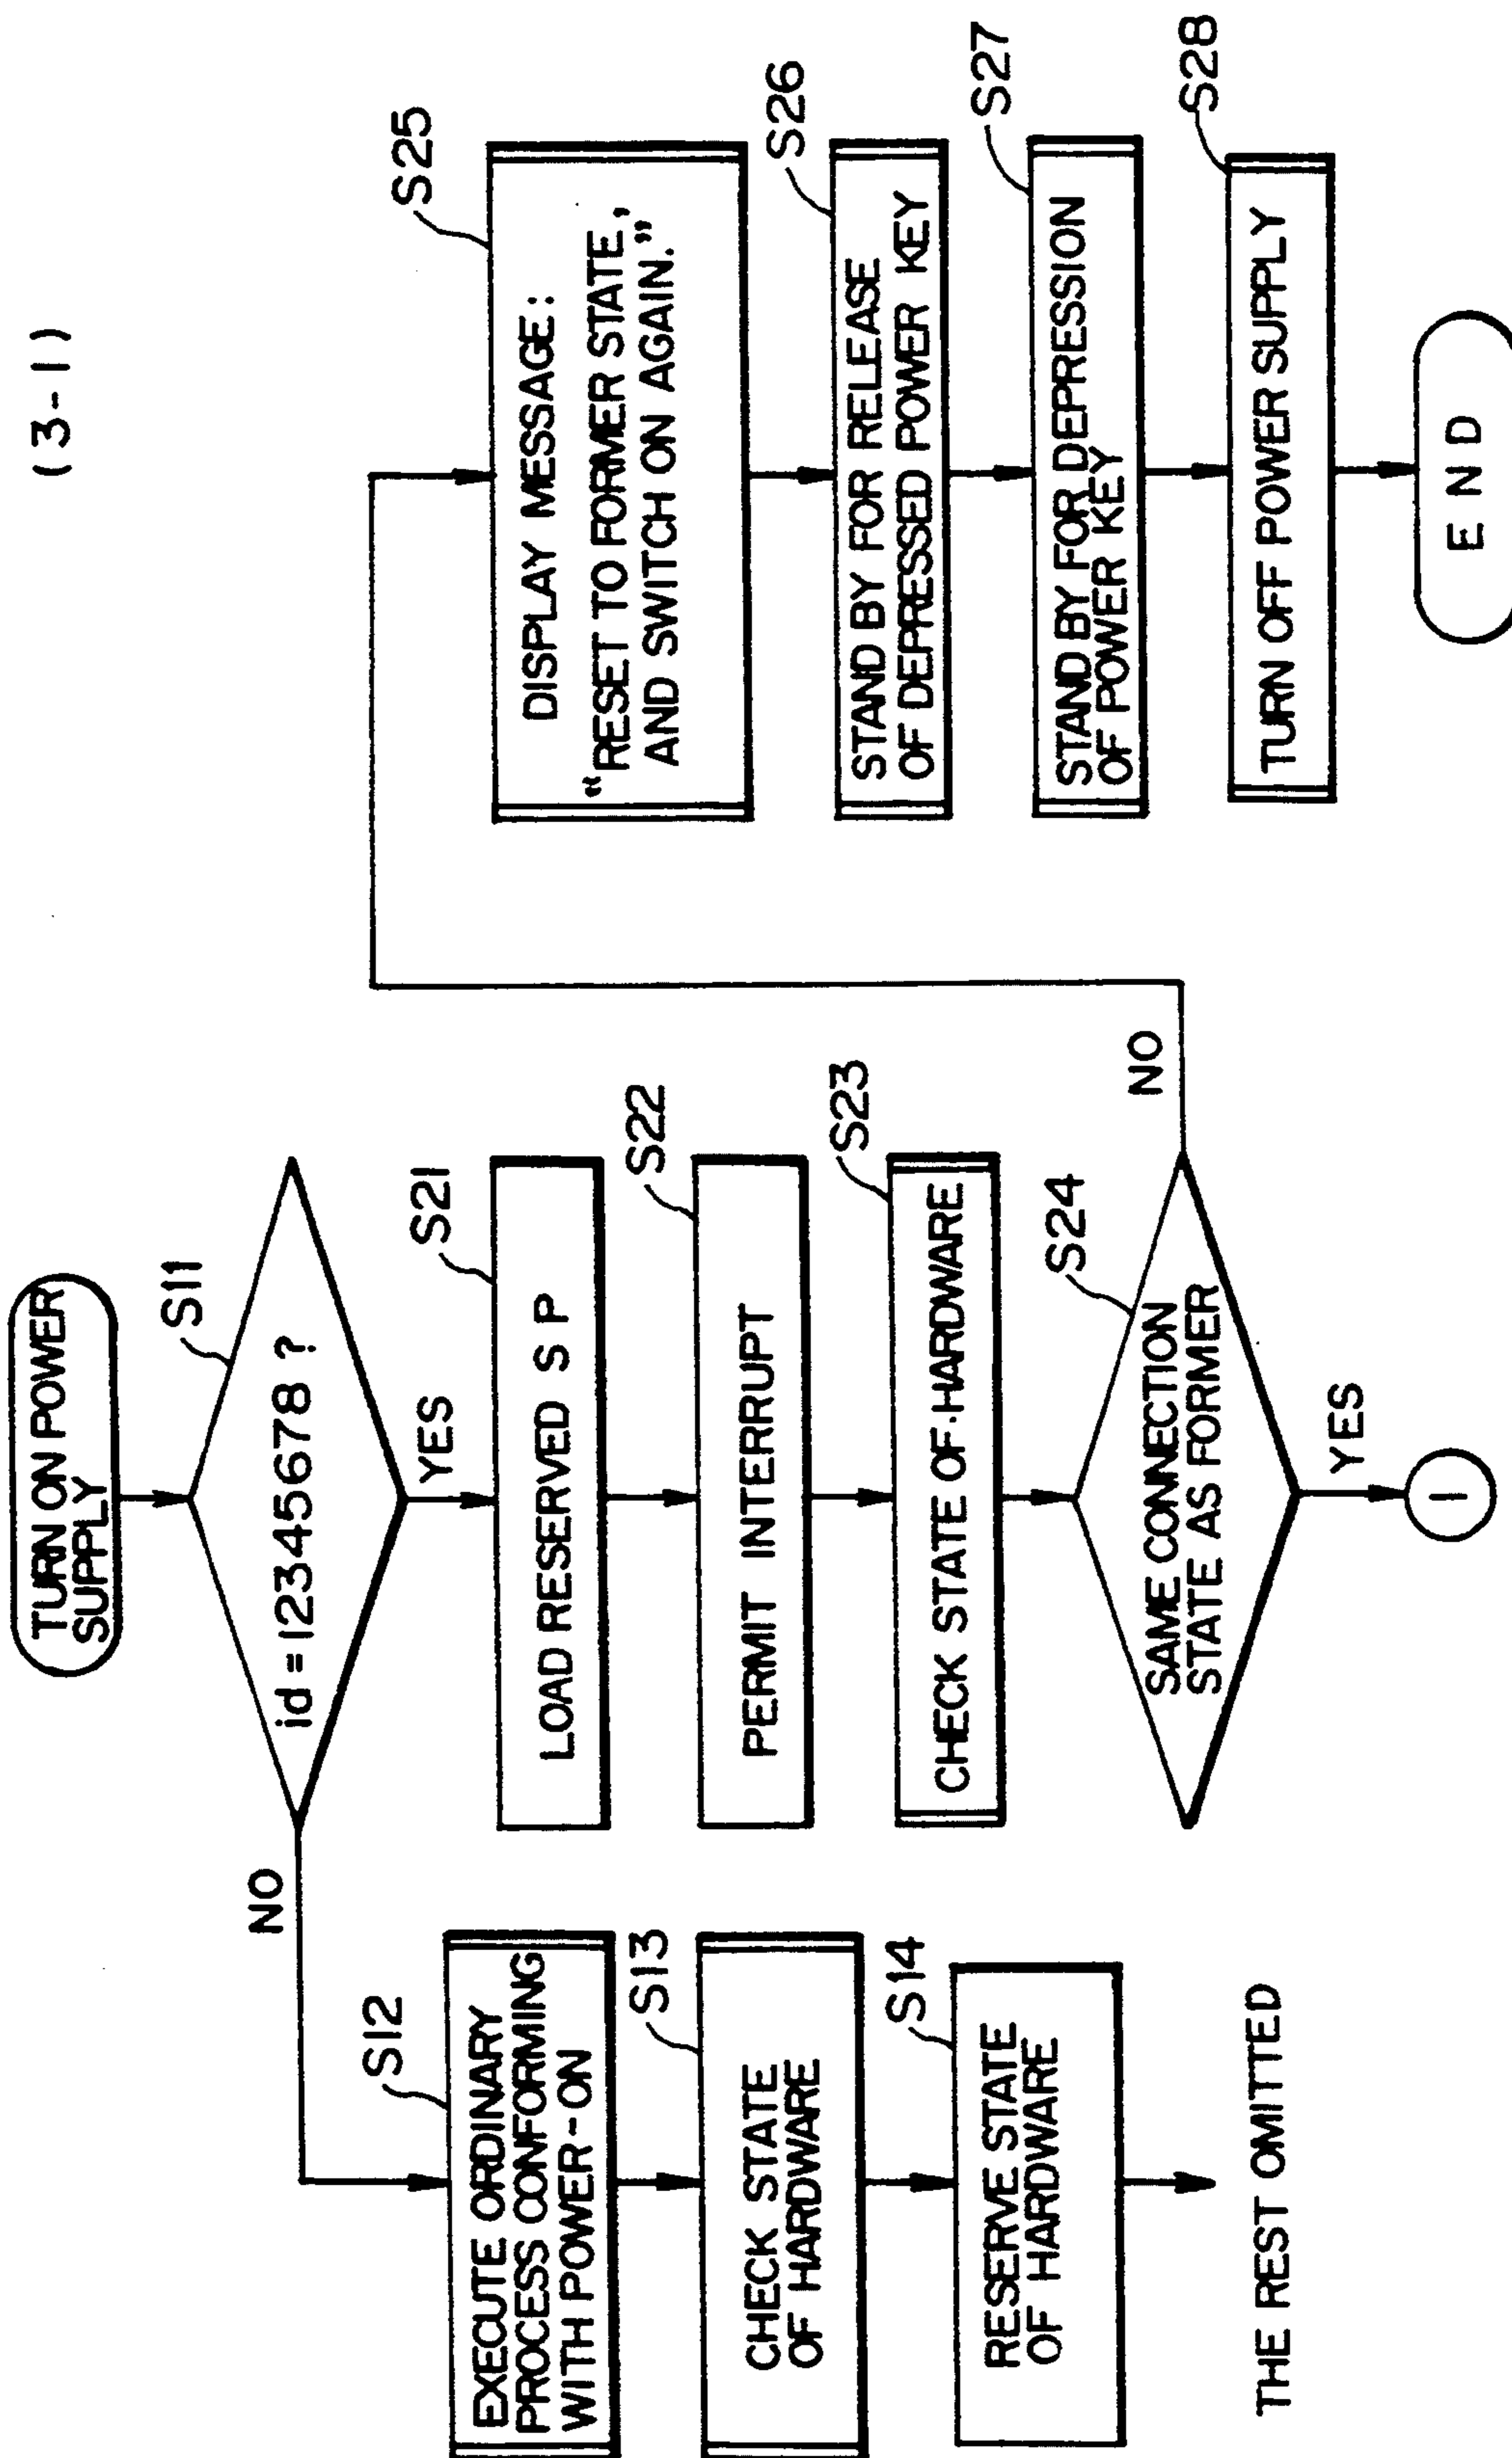 (3-1)
TURN ON POWER
SUPPLY
S11
id = 12345678 ?
NO
YES
S12
EXECUTE ORDINARY
PROCESS CONFORMING
WITH POWER-ON
S13
CHECK STATE
OF HARDWARE
S14
RESERVE STATE
OF HARDWARE
THE REST OMITTED
S21
LOAD RESERVED S P
S22
PERMIT INTERRUPT
S23
CHECK STATE OF HARDWARE
S24
SAME CONNECTION
STATE AS FORMER
NO
YES
1
S25
DISPLAY MESSAGE:
“RESET TO FORMER STATE,
AND SWITCH ON AGAIN.”
S26
STAND BY FOR RELEASE
OF DEPRESSED POWER KEY
S27
STAND BY FOR DEPRESSION
OF POWER KEY
S28
TURN OFF POWER SUPPLY
END